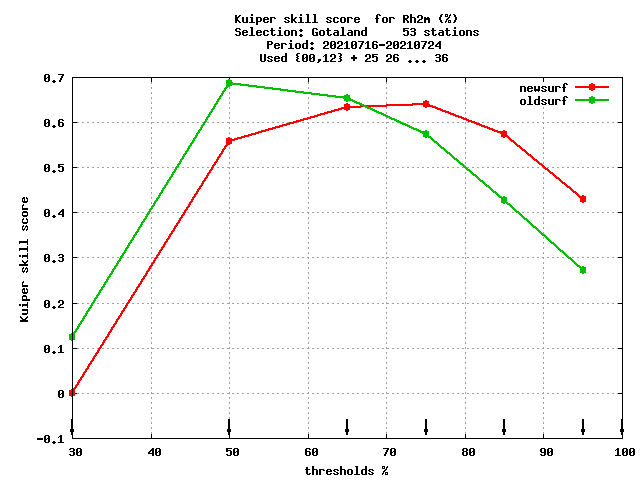 Kuiper skill score  for Rh2m (%)
Selection: Gotaland     53 stations
Period: 20210716-20210724
Used {00,12} + 25 26 ... 36
newsurf
oldsurf
0.7
0.6
0.5
0.4
0.3
0.2
0.1
0
-0.1
Kuiper skill score
30 40 50 60 70 80 90 100
thresholds %